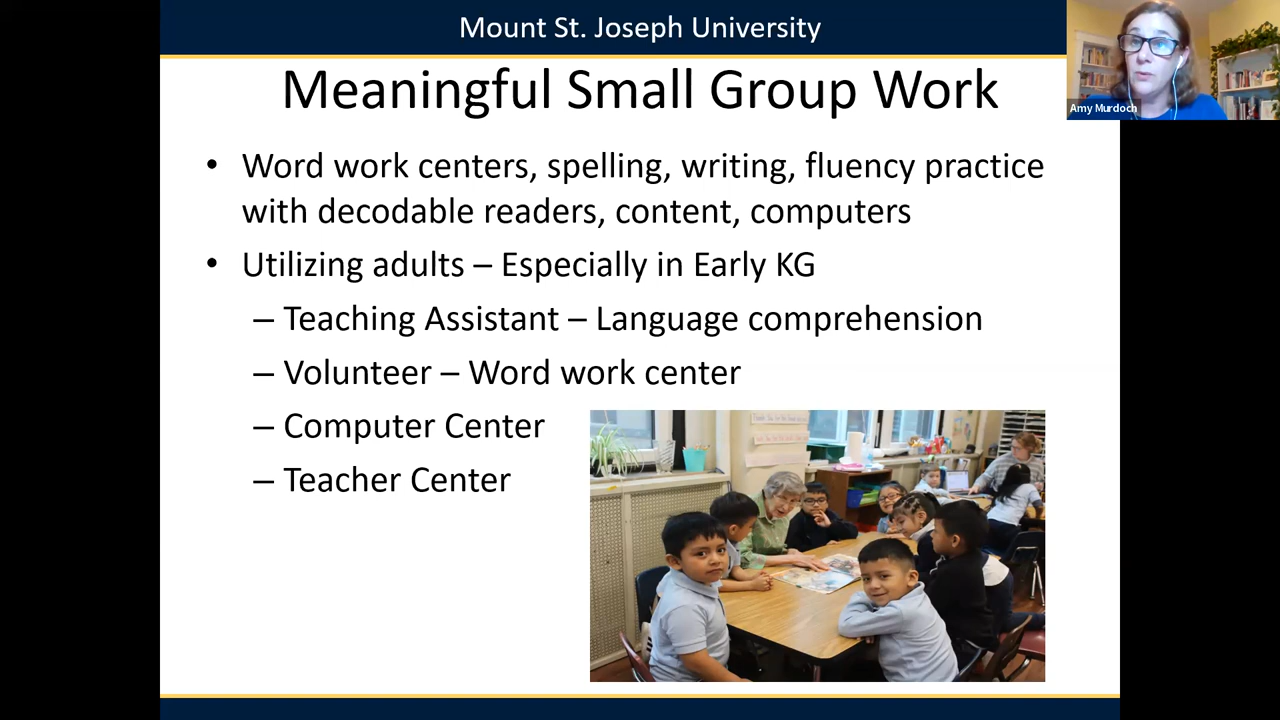 Mount St. Joseph University
Meaningful Small Group Work
Amy Murdoch
• Word work centers, spelling, writing, fluency practice
with decodable readers, content, computers
• Utilizing adults – Especially in Early KG
– Teaching Assistant – Language comprehension
– Volunteer – Word work center
– Computer Center
– Teacher Center